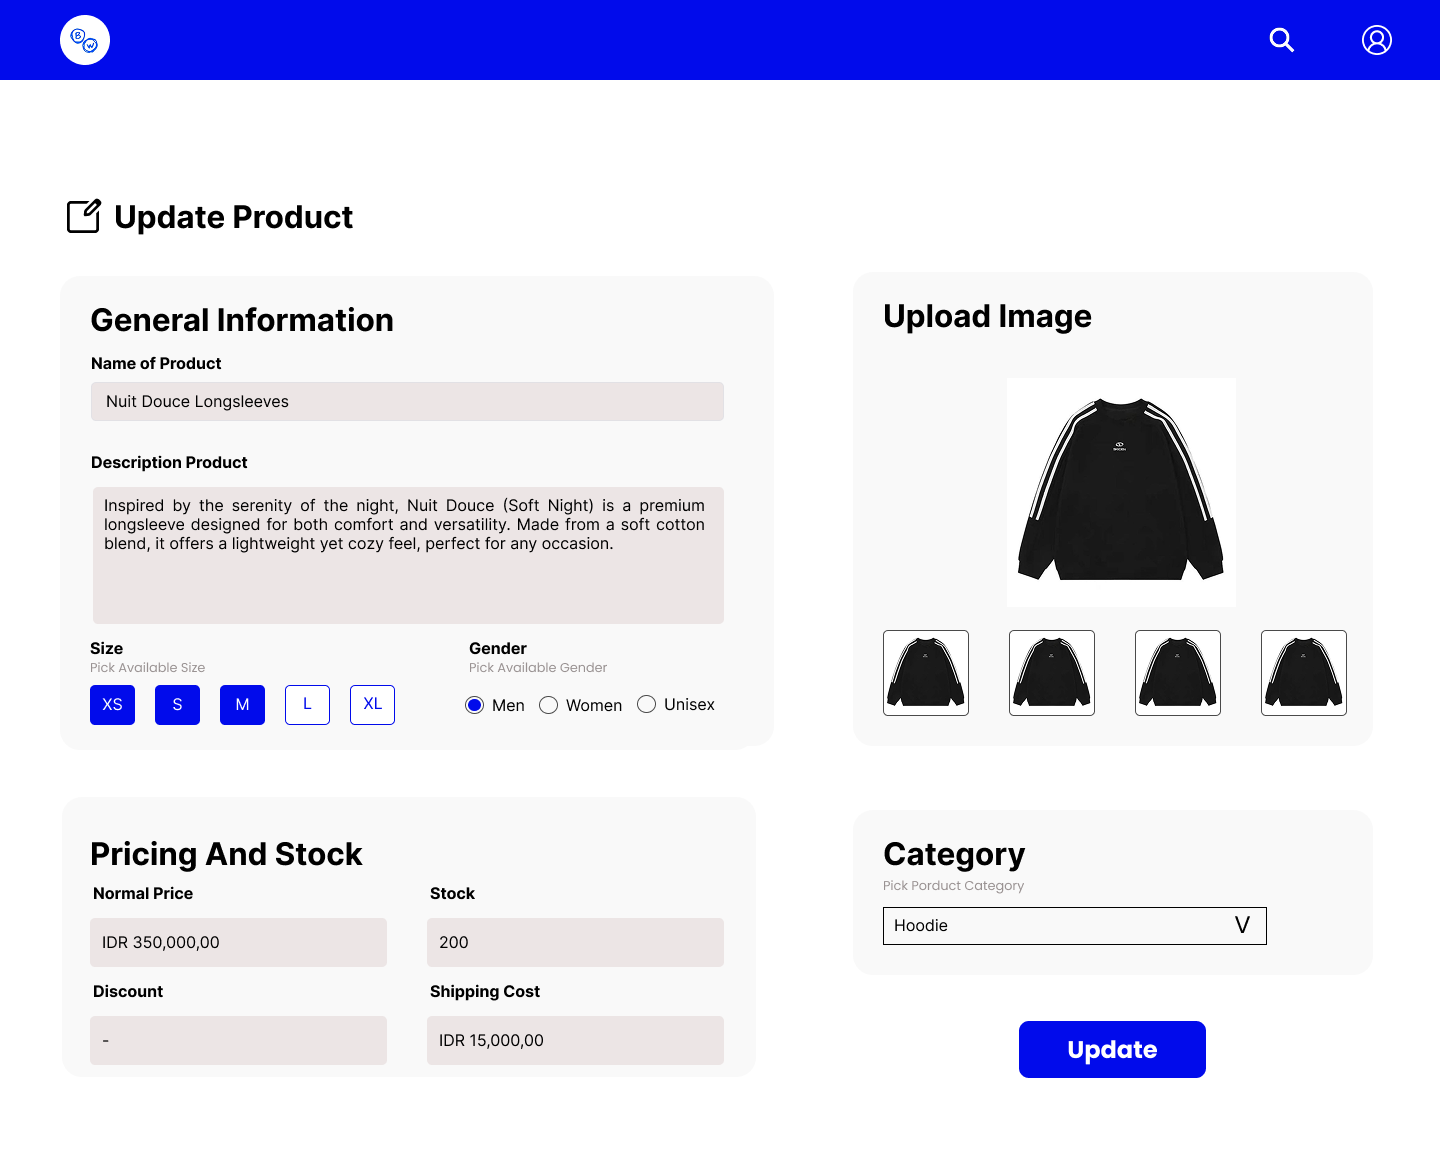 B
W
Update Product
General Information
Name of Product
Nuit Douce Longsleeves
Description Product
Inspired by the serenity of the night, Nuit Douce (Soft Night) is a premium
longsleeve designed for both comfort and versatility. Made from a soft cotton
blend, it offers a lightweight yet cozy feel, perfect for any occasion.
Size
Pick Available Size
XS S M L XL
Gender
Pick Available Gender
Men Women Unisex
Upload Image
Pricing And Stock
Normal Price
IDR 350,000,00
Stock
200
Discount
-
Shipping Cost
IDR 15,000,00
Category
Pick Porduct Category
Hoodie V
Update